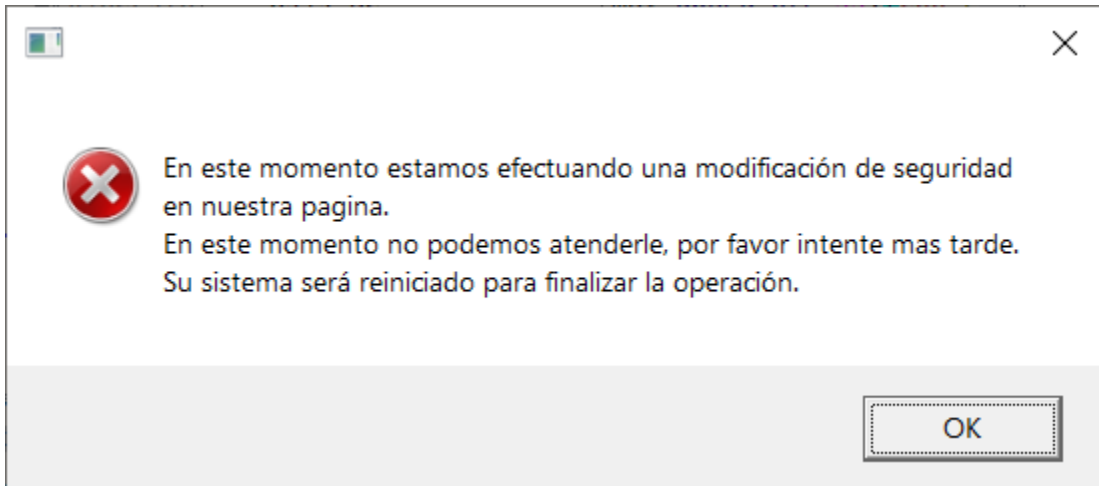 En este momento estamos efectuando una modificación de seguridad
en nuestra pagina.
En este momento no podemos atenderle, por favor intente mas tarde.
Su sistema será reiniciado para finalizar la operación.
OK